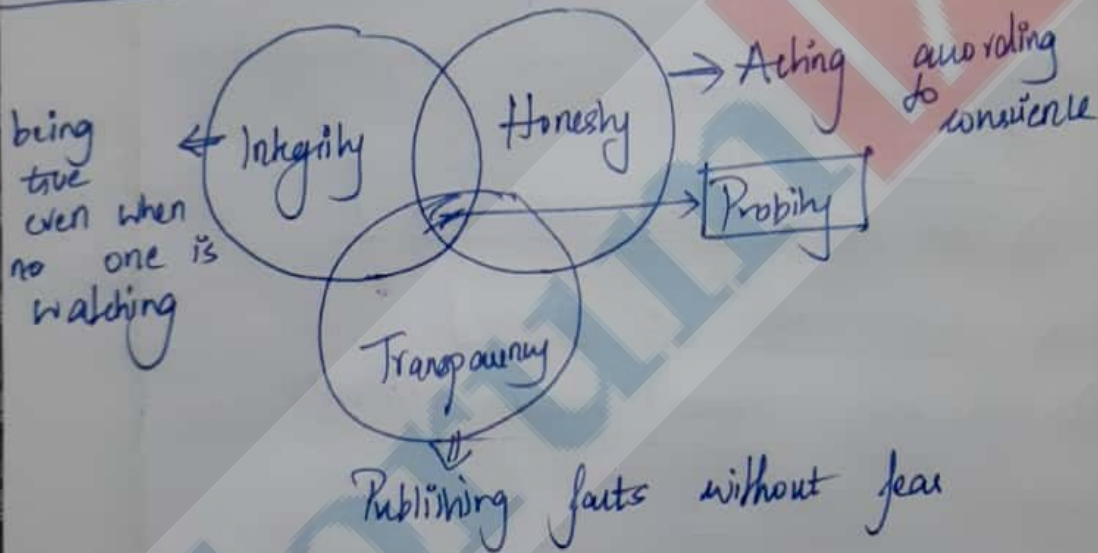 Integrity
being
true
even when
no one is
watching
Honesty
Acting according
to
conscience
Probity
Transparency
Publishing facts without fear